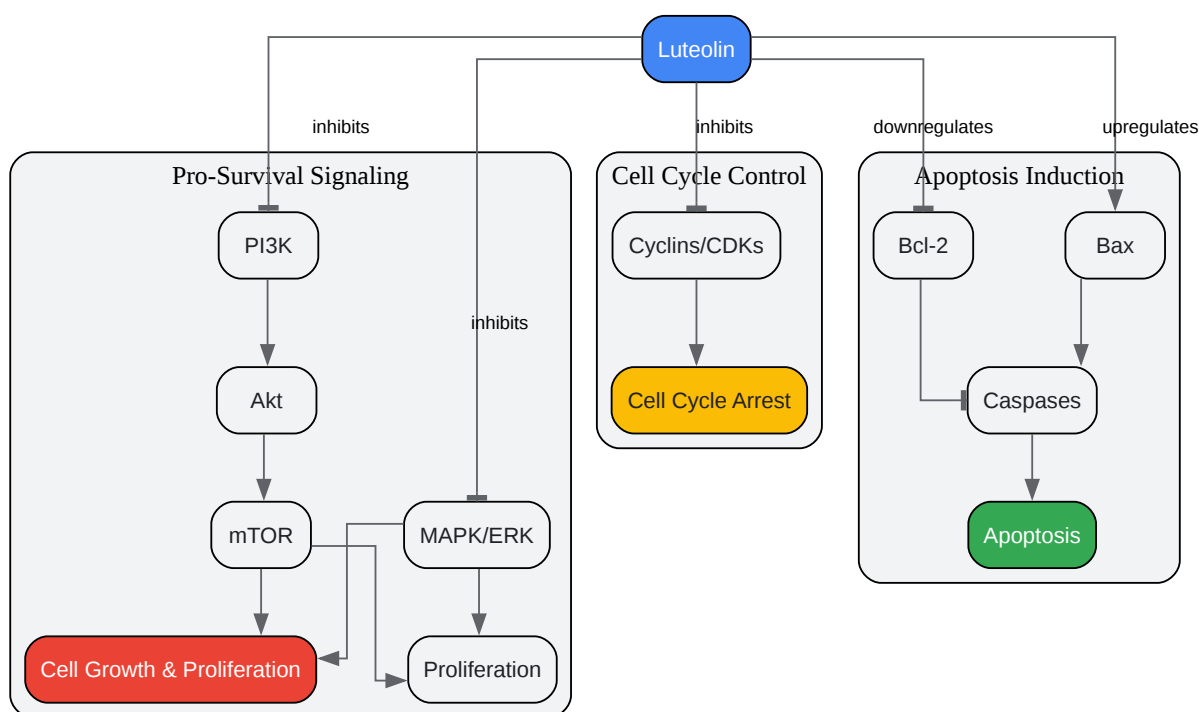 Luteolin
inhibits
inhibits
downregulates
upregulates
Pro-Survival Signaling
Cell Cycle Control
Apoptosis Induction
PI3K
Cyclins/CDKs
Bcl-2
Bax
inhibits
Akt
Cell Cycle Arrest
Caspases
mTOR
MAPK/ERK
Apoptosis
Cell Growth & Proliferation
Proliferation